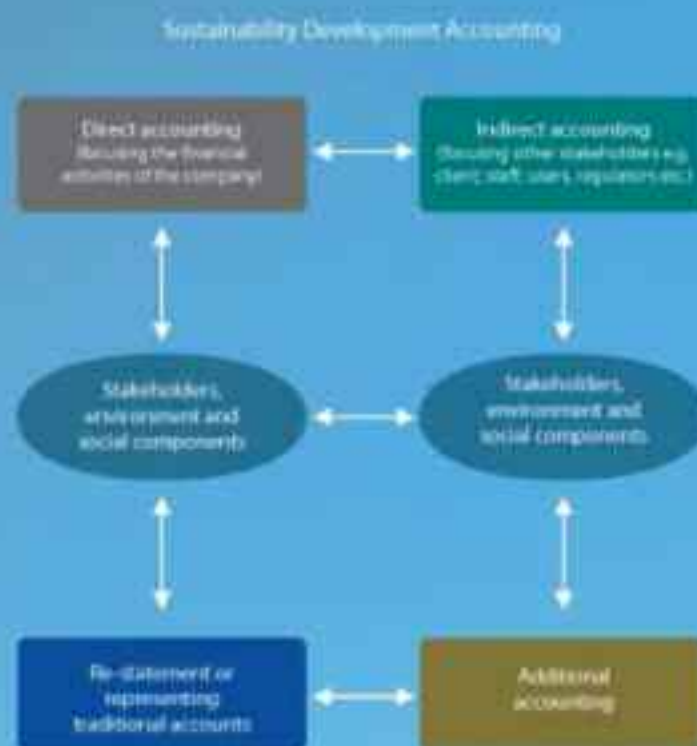 Sustainability Development Accounting
Direct accounting
(focusing the financial
activities of the company)
Indirect accounting
(focusing other stakeholders e.g.
client, staff, users, regulators etc.)
Stakeholders,
environment and
social components
Stakeholders,
environment and
social components
Re-statement or
representing
traditional accounts
Additional
accounting